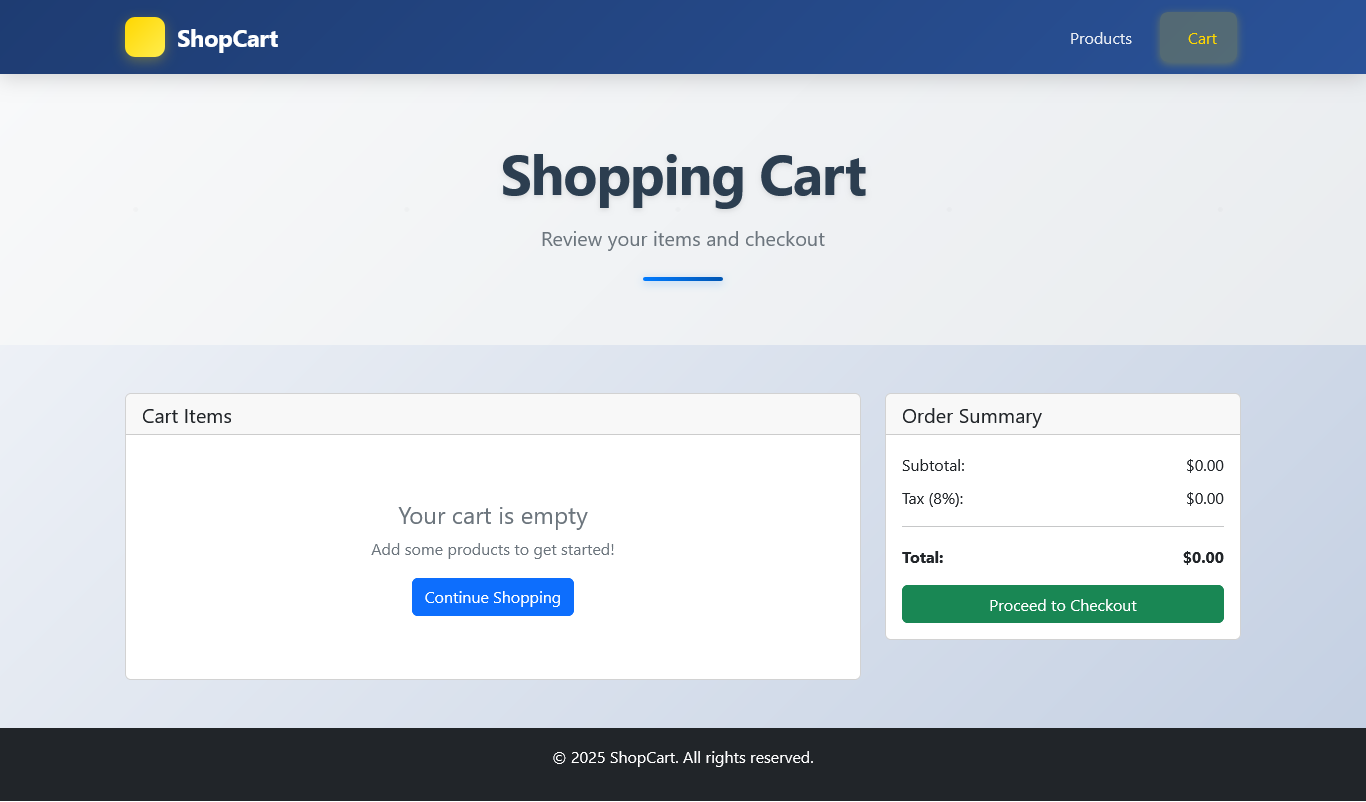 ShopCart
Products
Cart
Shopping Cart
Review your items and checkout
Cart Items
Your cart is empty
Add some products to get started!
Continue Shopping
Order Summary
Subtotal: $0.00
Tax (8%): $0.00
Total: $0.00
Proceed to Checkout
© 2025 ShopCart. All rights reserved.